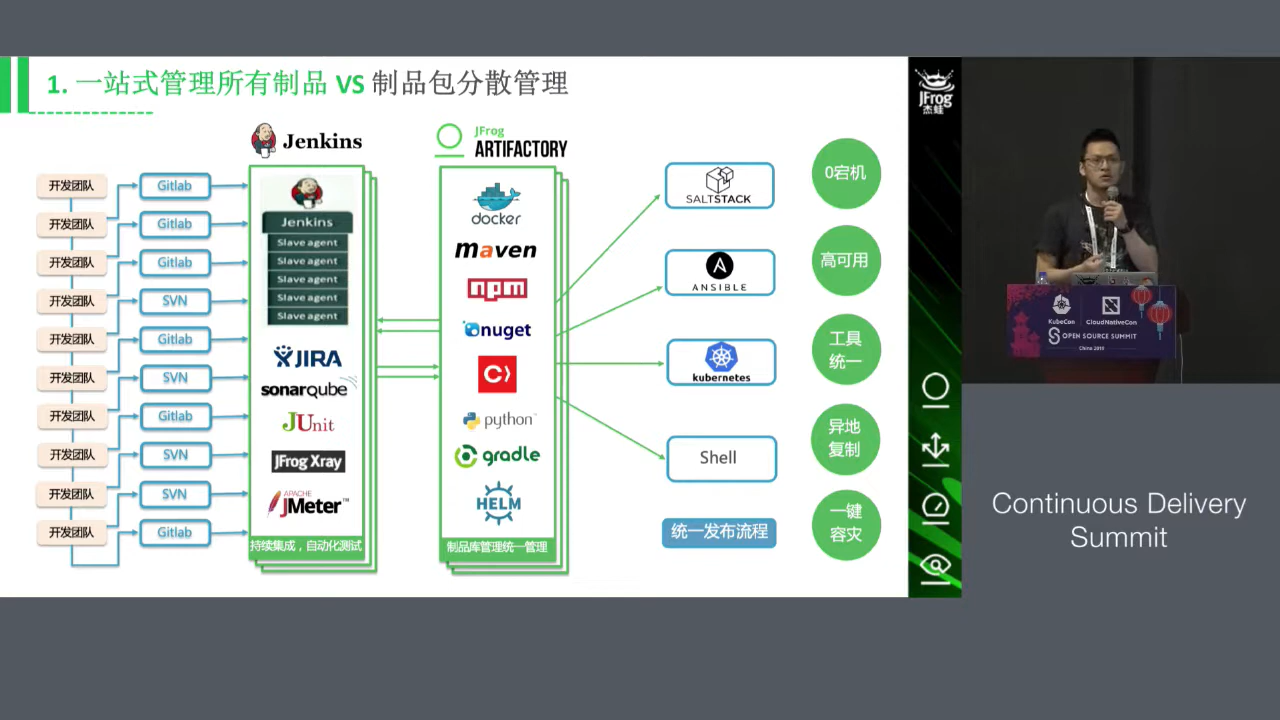 1. 一站式管理所有制品 VS 制品包分散管理
Jenkins
JFrog
ARTIFACTORY
开发团队
开发团队
开发团队
开发团队
开发团队
开发团队
开发团队
开发团队
开发团队
开发团队
Gitlab
Gitlab
Gitlab
SVN
Gitlab
SVN
Gitlab
SVN
SVN
Gitlab
Jenkins
Slave agent
Slave agent
Slave agent
Slave agent
Slave agent
JIRA
sonarqube
JUnit
JFrog Xray
APACHE
JMeter™
持续集成，自动化测试
docker
maven
npm
nuget
python™
gradle
HELM
制品库管理统一管理
SALTSTACK
ANSIBLE
kubernetes
Shell
统一发布流程
0宕机
高可用
工具
统一
异地
复制
一键
容灾
JFrog
杰蛙
KubeCon
CloudNativeCon
OPEN SOURCE SUMMIT
China 2019
Continuous Delivery
Summit